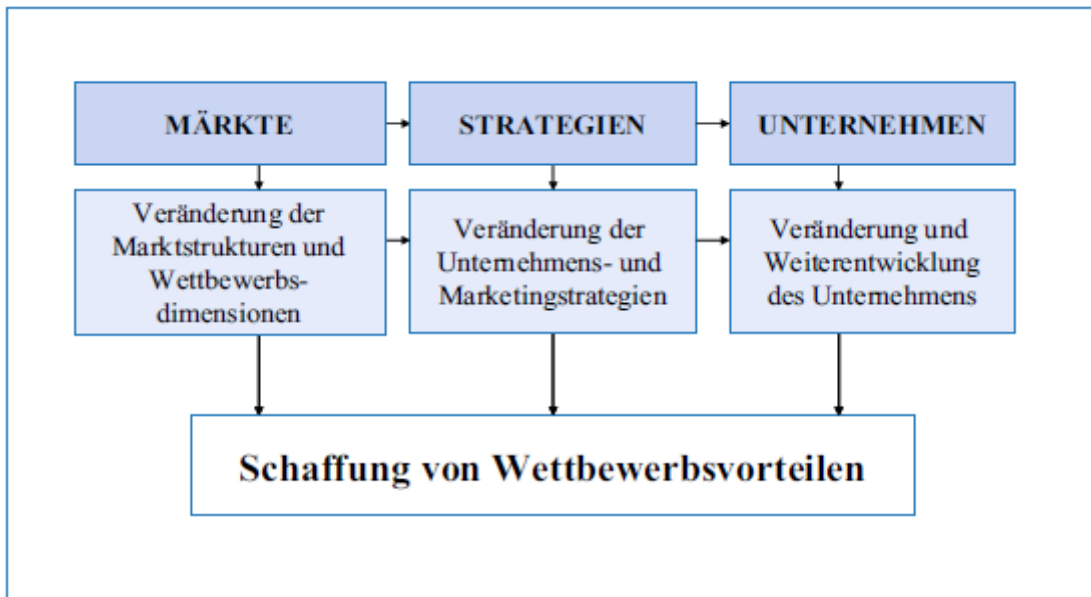 MÄRKTE
STRATEGIEN
UNTERNEHMEN
Veränderung der
Marktstrukturen und
Wettbewerbs-
dimensionen
Veränderung der
Unternehmens- und
Marketingstrategien
Veränderung und
Weiterentwicklung
des Unternehmens
Schaffung von Wettbewerbsvorteilen